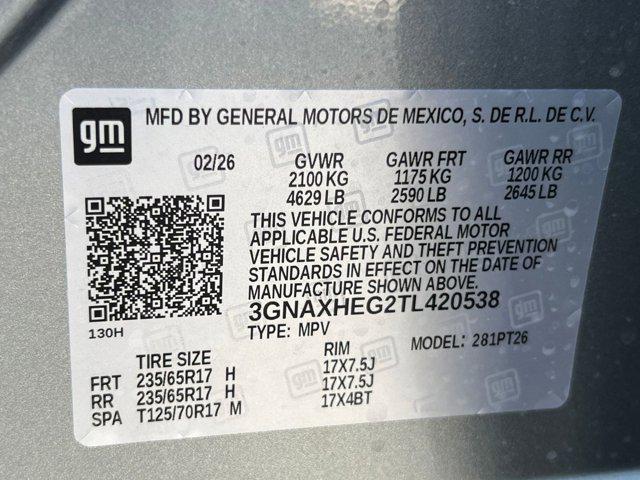 gm
MFD BY GENERAL MOTORS DE MEXICO, S. DE R.L. DE C.V.
02/26 GVWR GAWR FRT GAWR RR
2100 KG 1175 KG 1200 KG
4629 LB 2590 LB 2645 LB
THIS VEHICLE CONFORMS TO ALL
APPLICABLE U.S. FEDERAL MOTOR
VEHICLE SAFETY AND THEFT PREVENTION
STANDARDS IN EFFECT ON THE DATE OF
MANUFACTURE SHOWN ABOVE.
3GNAXHEG2TL420538
130H
TYPE: MPV MODEL: 281PT26
TIRE SIZE RIM
FRT 235/65R17 H 17X7.5J
RR 235/65R17 H 17X7.5J
SPA T125/70R17 M 17X4BT